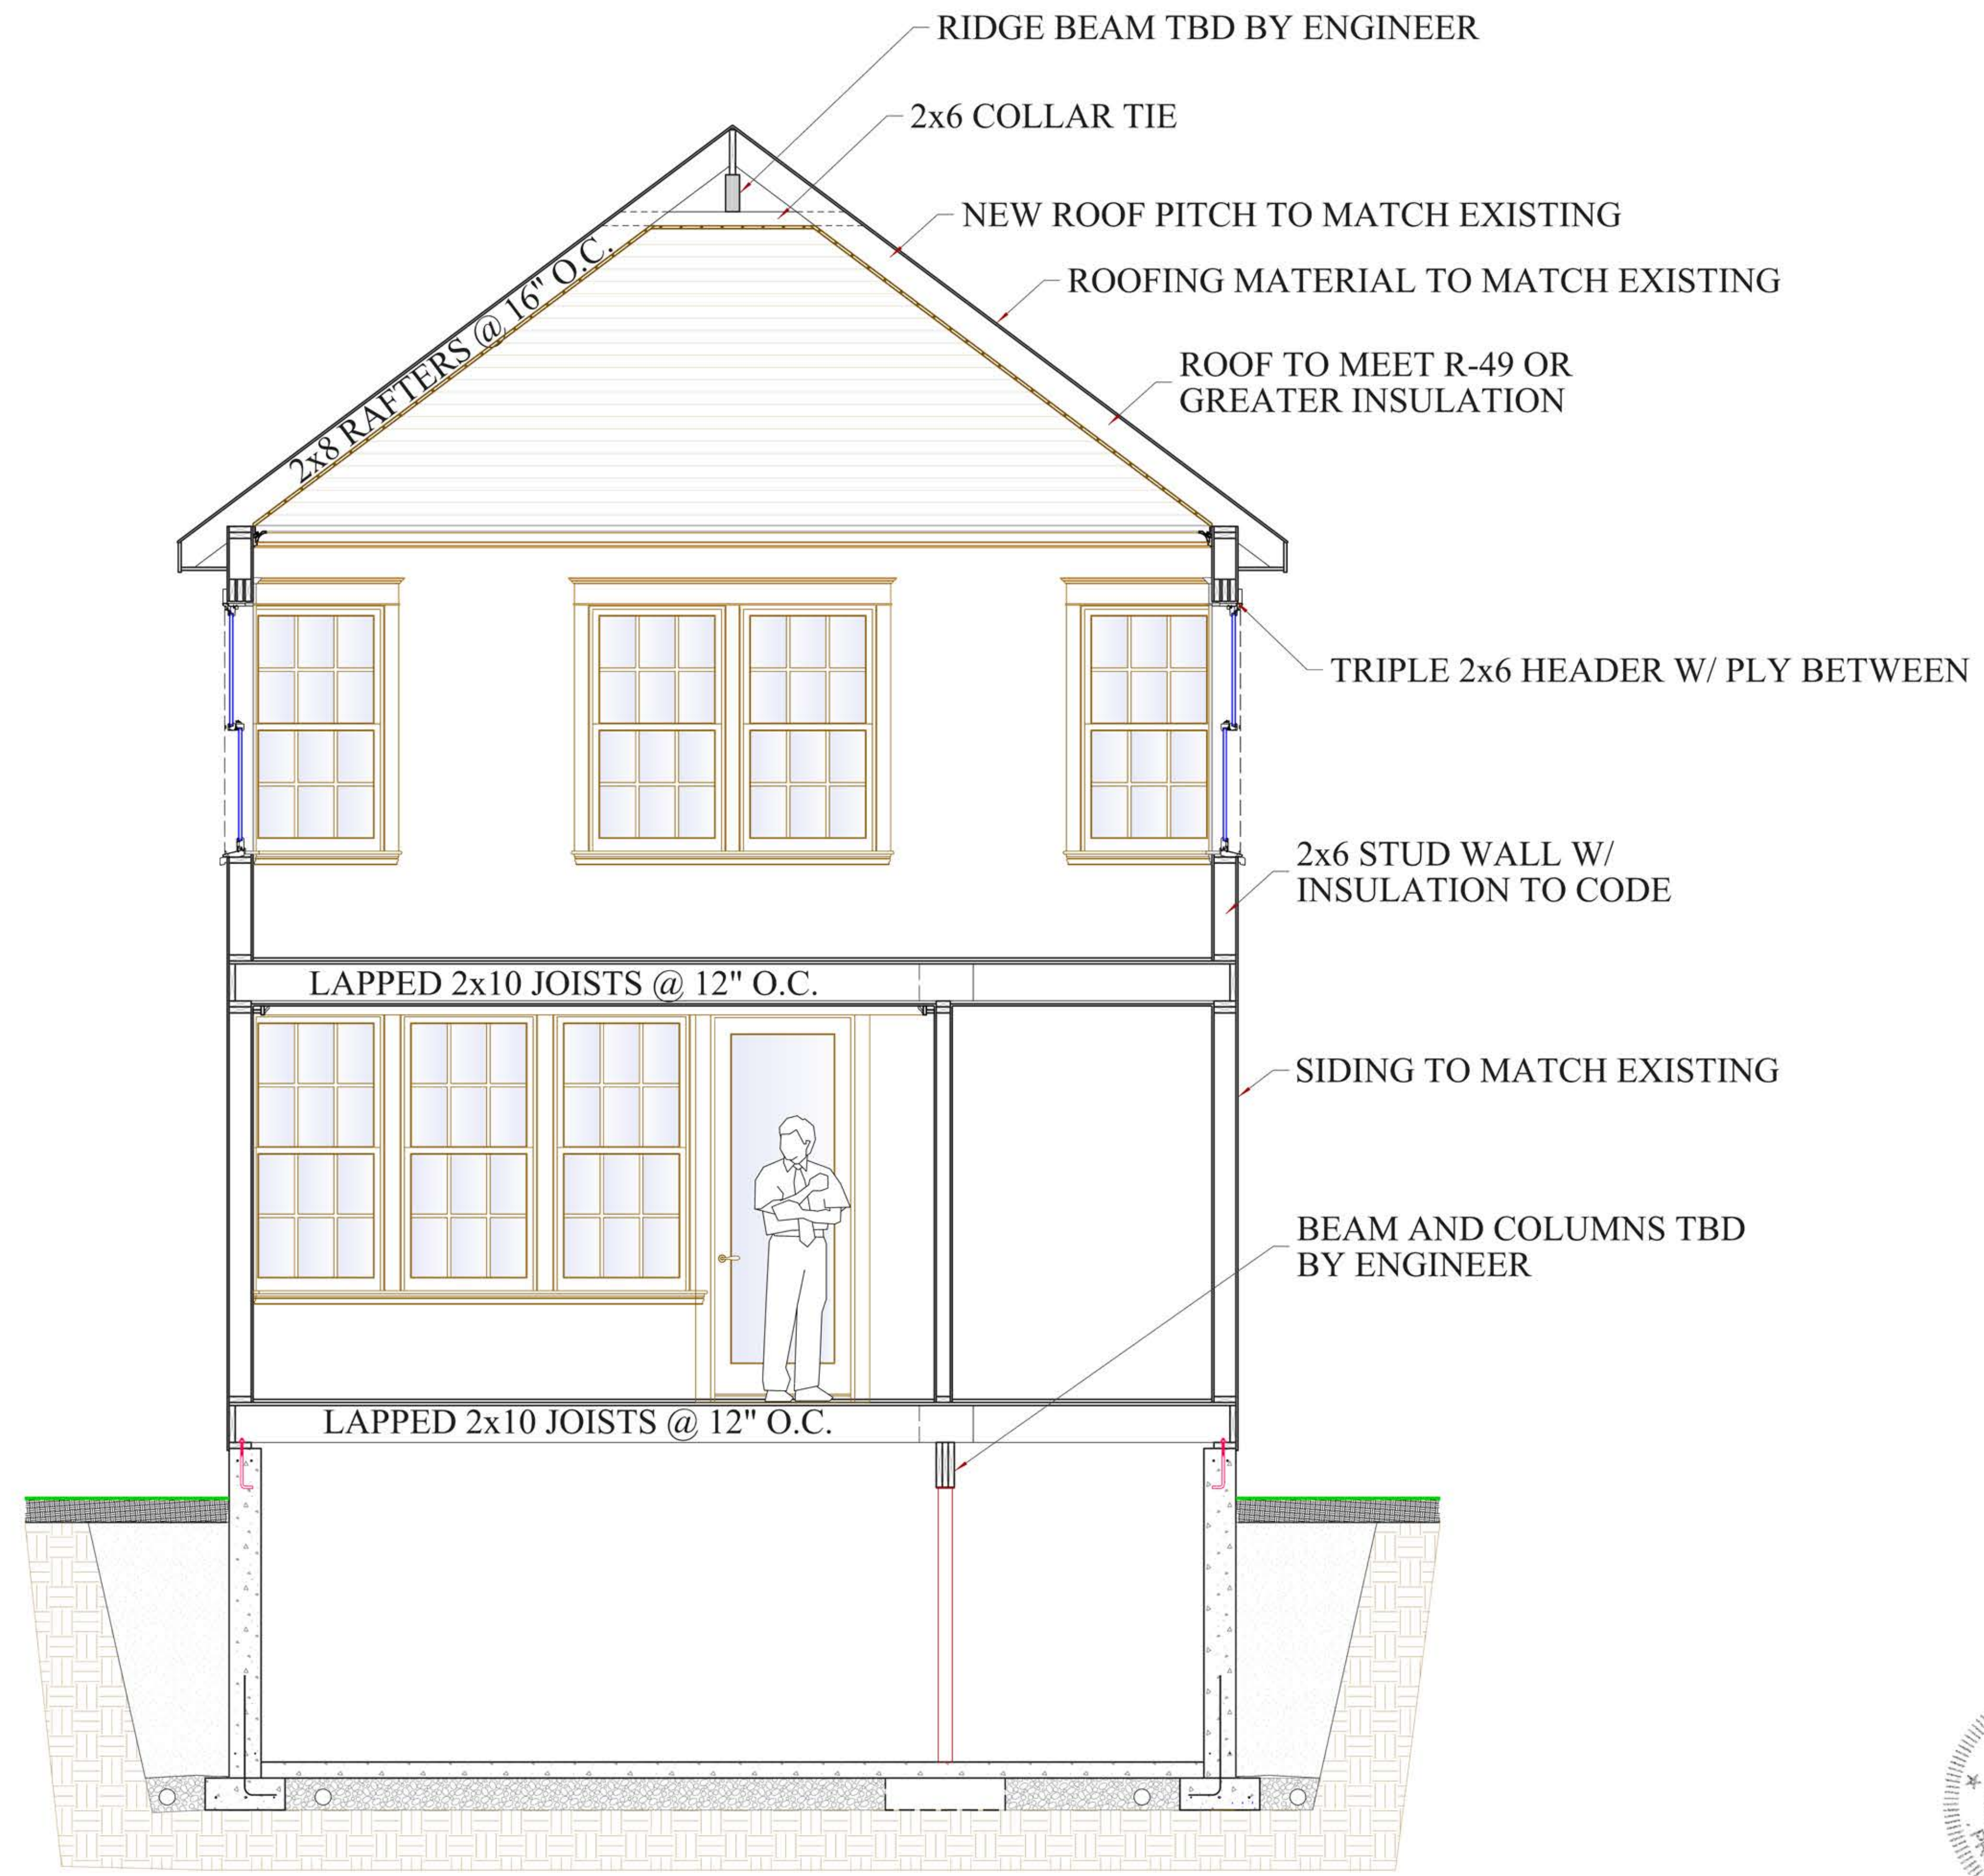 RIDGE BEAM TBD BY ENGINEER
2x6 COLLAR TIE
NEW ROOF PITCH TO MATCH EXISTING
ROOFING MATERIAL TO MATCH EXISTING
ROOF TO MEET R-49 OR
GREATER INSULATION
2x8 RAFTERS @ 16" O.C.
TRIPLE 2x6 HEADER W/ PLY BETWEEN
2x6 STUD WALL W/
INSULATION TO CODE
LAPPED 2x10 JOISTS @ 12" O.C.
SIDING TO MATCH EXISTING
BEAM AND COLUMNS TBD
BY ENGINEER
LAPPED 2x10 JOISTS @ 12" O.C.